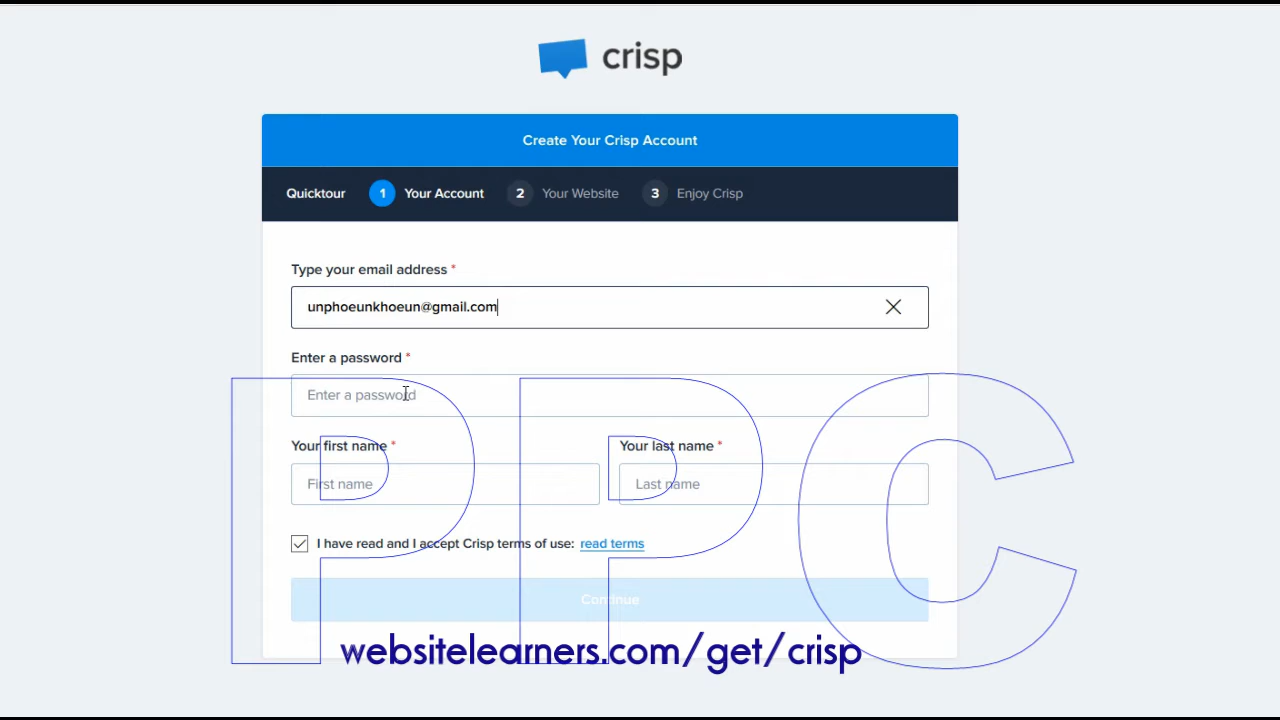 crisp
Create Your Crisp Account
Quicktour 1 Your Account 2 Your Website 3 Enjoy Crisp
Type your email address *
unphoeunkhoeun@gmail.com
Enter a password *
Enter a password
Your first name * Your last name *
First name Last name
PPC
I have read and I accept Crisp terms of use: read terms
Continue
websitelearners.com/get/crisp